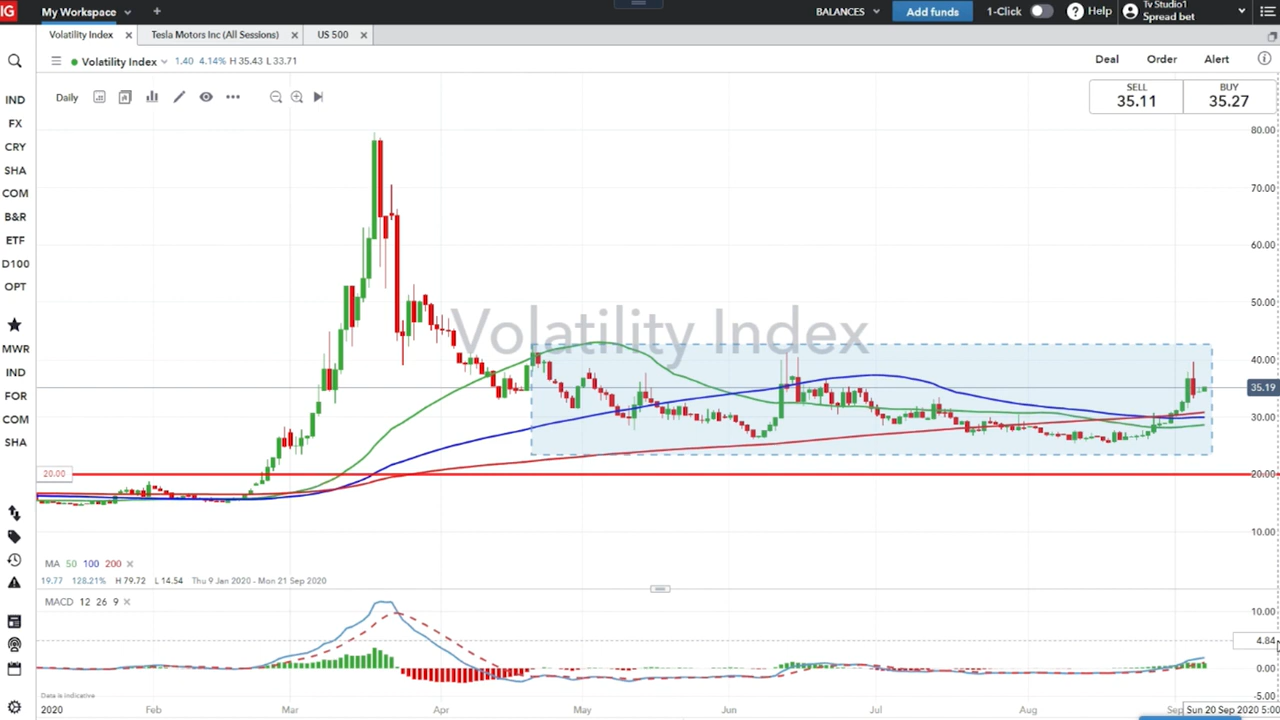 IG
My Workspace
BALANCES
Add funds
1-Click
Help
Tv Studio1
Spread bet
Volatility Index
Tesla Motors Inc (All Sessions)
US 500
Volatility Index 1.40 4.14% H 35.43 L 33.71
Deal
Order
Alert
Daily
SELL
35.11
BUY
35.27
IND
FX
CRY
SHA
COM
B&R
ETF
D100
OPT
MWR
IND
FOR
COM
SHA
Volatility Index
80.00
70.00
60.00
50.00
40.00
35.19
30.00
20.00
20.00
10.00
MA 50 100 200
19.77 128.21% H 79.72 L 14.54 Thu 9 Jan 2020 - Mon 21 Sep 2020
MACD 12 26 9
10.00
4.84
0.00
-5.00
Data is indicative
2020
Feb
Mar
Apr
May
Jun
Jul
Aug
Sep
Sun 20 Sep 2020 5:00